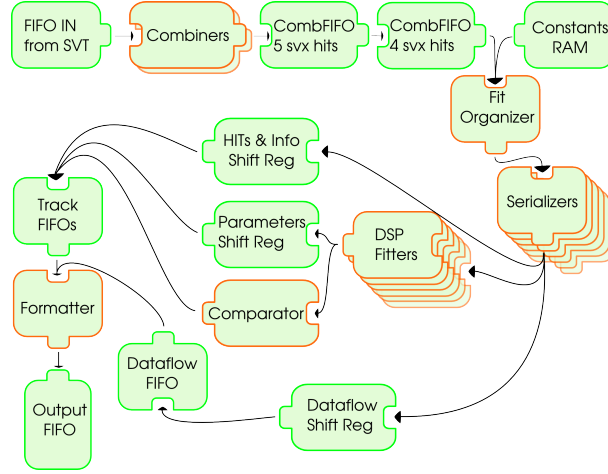 FIFO IN
from SVT
Combiners
CombFIFO
5 svx hits
CombFIFO
4 svx hits
Constants
RAM
Fit
Organizer
HITs & Info
Shift Reg
Serializers
Track
FIFOs
Parameters
Shift Reg
DSP
Fitters
Formatter
Comparator
Dataflow
FIFO
Output
FIFO
Dataflow
Shift Reg